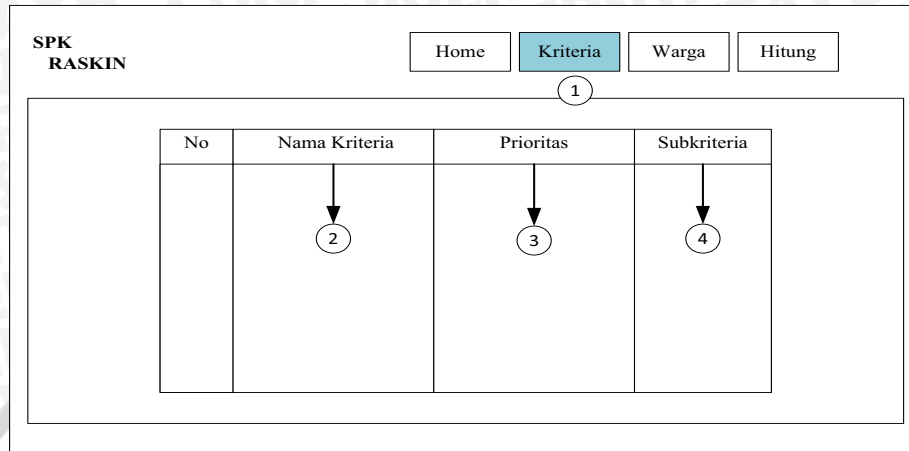 SPK
RASKIN
Home Kriteria Warga Hitung
1
No Nama Kriteria Prioritas Subkriteria
2 3 4